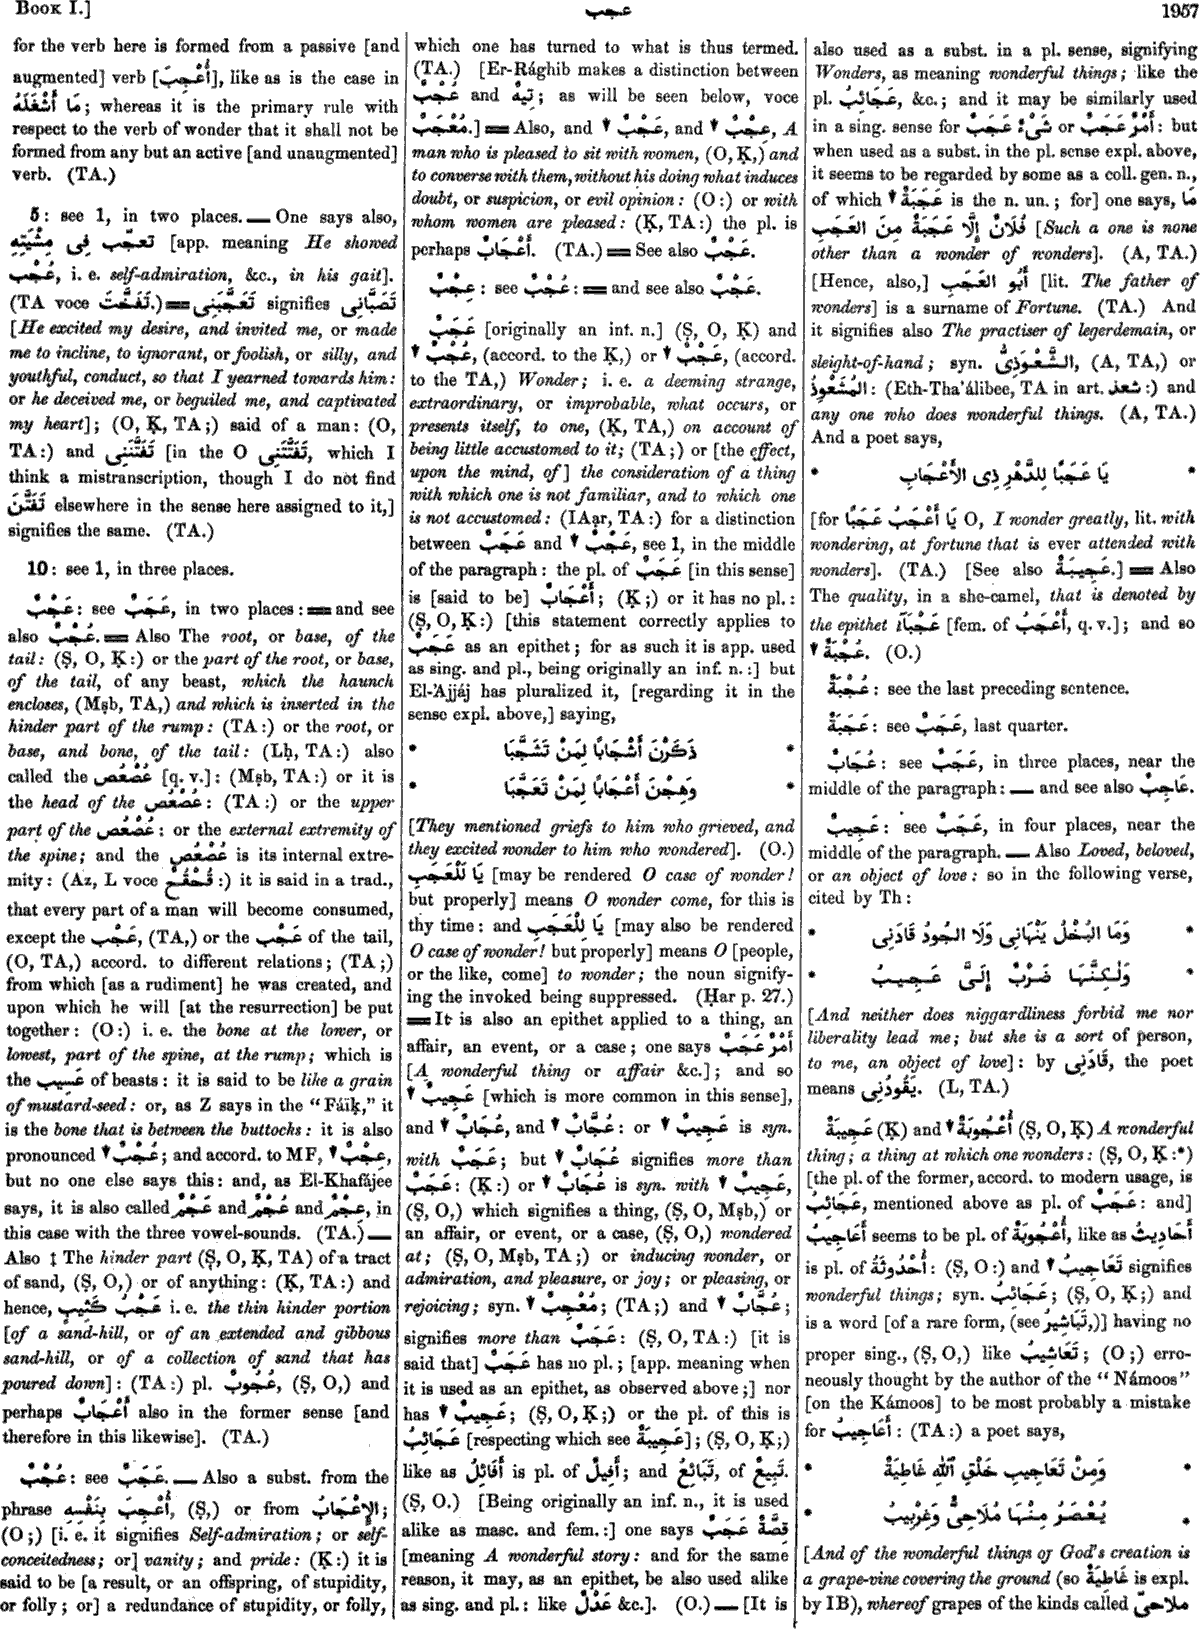 BOOK I.]
عجب
1957
for the verb here is formed from a passive [and
augmented] verb [أُعْجِبَ], like as is the case in
مَا أَشْغَلَهُ; whereas it is the primary rule with
respect to the verb of wonder that it shall not be
formed from any but an active [and unaugmented]
verb. (TA.)
5: see 1, in two places. — One says also,
تعجّب فِى مِشْيَتِهِ [app. meaning He showed
عُجْب, i. e. self-admiration, &c., in his gait].
(TA voce تَفَخَّتَ.) = تَعَجَّبَنِى signifies تَصَبَّانِى
[He excited my desire, and invited me, or made
me to incline, to ignorant, or foolish, or silly, and
youthful, conduct, so that I yearned towards him:
or he deceived me, or beguiled me, and captivated
my heart]; (O, Ḳ, TA;) said of a man: (O,
TA:) and تَفَتَّنَنِى [in the O تَفَتَّتَنِى, which I
think a mistranscription, though I do not find
تَفَتَّنَ elsewhere in the sense here assigned to it,]
signifies the same. (TA.)
10: see 1, in three places.
عَجْبٌ: see عَجَبٌ, in two places: = and see
also عُجْبٌ. = Also The root, or base, of the
tail: (Ṣ, O, Ḳ:) or the part of the root, or base,
of the tail, of any beast, which the haunch
encloses, (Mṣb, TA,) and which is inserted in the
hinder part of the rump: (TA:) or the root, or
base, and bone, of the tail: (Lḥ, TA:) also
called the عُصْعُص [q. v.]: (Mṣb, TA:) or it is
the head of the عُصْعُص: (TA:) or the upper
part of the عُصْعُص: or the external extremity of
the spine; and the عُصْعُص is its internal extre-
mity: (Az, L voce قُحْقُحٌ:) it is said in a trad.,
that every part of a man will become consumed,
except the عَجْب, (TA,) or the عَجْب of the tail,
(O, TA,) accord. to different relations; (TA;)
from which [as a rudiment] he was created, and
upon which he will [at the resurrection] be put
together: (O:) i. e. the bone at the lower, or
lowest, part of the spine, at the rump; which is
the عَسِيب of beasts: it is said to be like a grain
of mustard-seed: or, as Z says in the “Fáïḳ,” it
is the bone that is between the buttocks: it is also
pronounced ▾ عُجْبٌ; and accord. to MF, ▾ عِجْبٌ,
but no one else says this: and, as El-Khafájee
says, it is also called عَجْمٌ and عُجْمٌ and عِجْمٌ, in
this case with the three vowel-sounds. (TA.) —
Also ‡ The hinder part (Ṣ, O, Ḳ, TA) of a tract
of sand, (Ṣ, O,) or of anything: (Ḳ, TA:) and
hence, عَجْبُ كَثِيبٍ i. e. the thin hinder portion
[of a sand-hill, or of an extended and gibbous
sand-hill, or of a collection of sand that has
poured down]: (TA:) pl. عُجُوبٌ, (Ṣ, O,) and
perhaps أَعْجَابٌ also in the former sense [and
therefore in this likewise]. (TA.)
عُجْبٌ: see عَجَبٌ. — Also a subst. from the
phrase أُعْجِبَ بِنَفْسِهِ, (Ṣ,) or from الإِعْجَابُ;
(O;) [i. e. it signifies Self-admiration; or self-
conceitedness; or] vanity; and pride: (Ḳ:) it is
said to be [a result, or an offspring, of stupidity,
or folly; or] a redundance of stupidity, or folly,
which one has turned to what is thus termed.
(TA.) [Er-Rághib makes a distinction between
عُجْبٌ and تِيهٌ; as will be seen below, voce
مُعْجَبٌ.] = Also, and ▾ عَجْبٌ, and ▾ عِجْبٌ, A
man who is pleased to sit with women, (O, Ḳ,) and
to converse with them, without his doing what induces
doubt, or suspicion, or evil opinion: (O:) or with
whom women are pleased: (Ḳ, TA:) the pl. is
perhaps أَعْجَابٌ. (TA.) = See also عَجْبٌ.
عِجْبٌ: see عُجْبٌ: = and see also عَجْبٌ.
عَجَبٌ [originally an inf. n.] (Ṣ, O, Ḳ) and
▾ عُجْبٌ, (accord. to the Ḳ,) or ▾ عَجْبٌ, (accord.
to the TA,) Wonder; i. e. a deeming strange,
extraordinary, or improbable, what occurs, or
presents itself, to one, (Ḳ, TA,) on account of
being little accustomed to it; (TA;) or [the effect,
upon the mind, of] the consideration of a thing
with which one is not familiar, and to which one
is not accustomed: (IAạr, TA:) for a distinction
between عَجَبٌ and ▾ عَجْبٌ, see 1, in the middle
of the paragraph: the pl. of عَجَبٌ [in this sense]
is [said to be] أَعْجَابٌ; (Ḳ;) or it has no pl.:
(Ṣ, O, Ḳ:) [this statement correctly applies to
عَجَبٌ as an epithet; for as such it is app. used
as sing. and pl., being originally an inf. n.:] but
El-ʼAjjáj has pluralized it, [regarding it in the
sense expl. above,] saying,
* ذَكَرْنَ أَشْجَابًا لِمَنْ تَشَجَّبَا *
* وَهِجْنَ أَعْجَابًا لِمَنْ تَعَجَّبَا *
[They mentioned griefs to him who grieved, and
they excited wonder to him who wondered]. (O.)
يَا لَلْعَجَبِ [may be rendered O case of wonder!
but properly] means O wonder come, for this is
thy time: and يَا لِلْعَجَبِ [may also be rendered
O case of wonder! but properly] means O [people,
or the like, come] to wonder; the noun signify-
ing the invoked being suppressed. (Ḥar p. 27.)
= It is also an epithet applied to a thing, an
affair, an event, or a case; one says أَمْرٌ عَجَبٌ
[A wonderful thing or affair &c.]; and so
▾ عَجِيبٌ [which is more common in this sense],
and ▾ عُجَابٌ, and ▾ عُجَّابٌ: or ▾ عَجِيبٌ is syn.
with عَجَبٌ; but ▾ عُجَابٌ signifies more than
عَجَبٌ: (Ḳ:) or ▾ عُجَابٌ is syn. with ▾ عَجِيبٌ,
(Ṣ, O,) which signifies a thing, (Ṣ, O, Mṣb,) or
an affair, or event, or a case, (Ṣ, O,) wondered
at; (Ṣ, O, Mṣb, TA;) or inducing wonder, or
admiration, and pleasure, or joy; or pleasing, or
rejoicing; syn. ▾ مُعْجِبٌ; (TA;) and ▾ عُجَّابٌ;
signifies more than عَجَبٌ: (Ṣ, O, TA:) [it is
said that] عَجَبٌ has no pl.; [app. meaning when
it is used as an epithet, as observed above;] nor
has ▾ عَجِيبٌ; (Ṣ, O, Ḳ;) or the pl. of this is
عَجَائِبُ [respecting which see عَجِيبَةٌ]; (Ṣ, O, Ḳ;)
like as أَفَائِلُ is pl. of أَفِيلٌ; and تَبَائِعُ, of تَبِيعٌ.
(Ṣ, O.) [Being originally an inf. n., it is used
alike as masc. and fem.:] one says قِصَّةٌ عَجَبٌ
[meaning A wonderful story: and for the same
reason, it may, as an epithet, be also used alike
as sing. and pl.: like عَدْلٌ &c.]. (O.) — [It is
also used as a subst. in a pl. sense, signifying
Wonders, as meaning wonderful things; like the
pl. عَجَائِبُ, &c.; and it may be similarly used
in a sing. sense for شَىْءٌ عَجَبٌ or أَمْرٌ عَجَبٌ: but
when used as a subst. in the pl. sense expl. above,
it seems to be regarded by some as a coll. gen. n.,
of which ▾ عَجَبَةٌ is the n. un.; for] one says, مَا
فُلَانٌ إِلَّا عَجَبَةٌ مِنَ العَجَبِ [Such a one is none
other than a wonder of wonders]. (A, TA.)
[Hence, also,] أَبُو العَجَبِ [lit. The father of
wonders] is a surname of Fortune. (TA.) And
it signifies also The practiser of legerdemain, or
sleight-of-hand; syn. الشَّعْوَذِىُّ, (A, TA,) or
المُشَعْوِذُ: (Eth-Thaʼálibee, TA in art. شعذ:) and
any one who does wonderful things. (A, TA.)
And a poet says,
* يَا عَجَبًا لِلدَّهْرِ ذِى الأَعْجَابِ *
[for يَا أَعْجَبُ عَجَبًا O, I wonder greatly, lit. with
wondering, at fortune that is ever attended with
wonders]. (TA.) [See also عَجِيبَةٌ.] = Also
The quality, in a she-camel, that is denoted by
the epithet عَجْبَآءُ [fem. of أَعْجَبُ, q. v.]; and so
▾ عُجْبَةٌ. (O.)
عُجْبَةٌ: see the last preceding sentence.
عَجَبَةٌ: see عَجَبٌ, last quarter.
عُجَابٌ: see عَجَبٌ, in three places, near the
middle of the paragraph: — and see also عَاجِبٌ.
عَجِيبٌ: see عَجَبٌ, in four places, near the
middle of the paragraph. — Also Loved, beloved,
or an object of love: so in the following verse,
cited by Th:
* وَمَا البُخْلُ يَنْهَانِى وَلَا الجُودُ قَادَنِى *
* وَلٰكِنَّهَا ضَرْبٌ إِلَىَّ عَجِيبُ *
[And neither does niggardliness forbid me nor
liberality lead me; but she is a sort of person,
to me, an object of love]: by قَادَنِى, the poet
means يَقُودُنِى. (L, TA.)
عَجِيبَةٌ (Ḳ) and ▾ أُعْجُوبَةٌ (Ṣ, O, Ḳ) A wonderful
thing; a thing at which one wonders: (Ṣ, O, Ḳ:*)
[the pl. of the former, accord. to modern usage, is
عَجَائِبُ, mentioned above as pl. of عَجَبٌ: and]
أَعَاجِيبُ seems to be pl. of أُعْجُوبَةٌ, like as أَحَادِيثُ
is pl. of أُحْدُوثَةٌ: (Ṣ, O:) and ▾ تَعَاجِيبُ signifies
wonderful things; syn. عَجَائِبُ; (Ṣ, O, Ḳ;) and
is a word [of a rare form, (see تَبَاشِيرُ,)] having no
proper sing., (Ṣ, O,) like تَعَاشِيبُ; (O;) erro-
neously thought by the author of the “Námoos”
[on the Kámoos] to be most probably a mistake
for أَعَاجِيبُ: (TA:) a poet says,
* وَمِنْ تَعَاجِيبِ خَلْقِ ٱللّٰهِ غَاطِيَةٌ *
* يُعْصَرُ مِنْهَا مُلَاحِىٌّ وَغِرْبِيبُ *
[And of the wonderful things of God's creation is
a grape-vine covering the ground (so غاطِيَةٌ is expl.
by IB), whereof grapes of the kinds called ملاحىّ